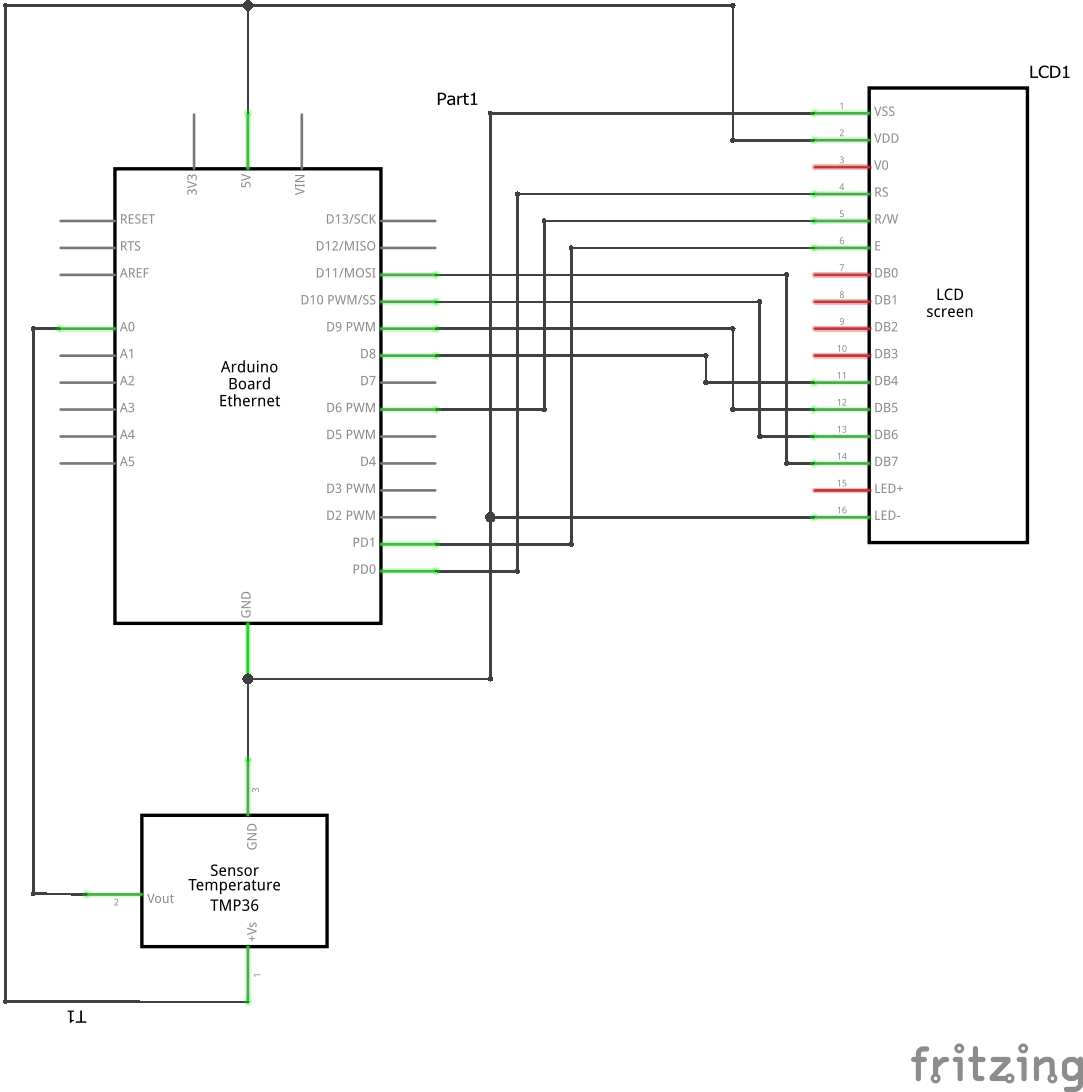 LCD1
Part1
3V3
5V
VIN
RESET
RTS
AREF
A0
A1
A2
A3
A4
A5
Arduino
Board
Ethernet
D13/SCK
D12/MISO
D11/MOSI
D10 PWM/SS
D9 PWM
D8
D7
D6 PWM
D5 PWM
D4
D3 PWM
D2 PWM
PD1
PD0
GND
1 VSS
2 VDD
3 V0
4 RS
5 R/W
6 E
7 DB0
8 DB1
9 DB2
10 DB3
11 DB4
12 DB5
13 DB6
14 DB7
15 LED+
16 LED-
LCD
screen
3
GND
Sensor
Temperature
TMP36
2 Vout
+Vs
1
T1
fritzing